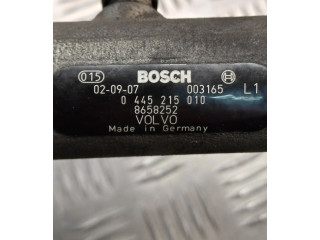 015 BOSCH
02-09-07 003165 L1
0 445 215 010
8658252
VOLVO
Made in Germany